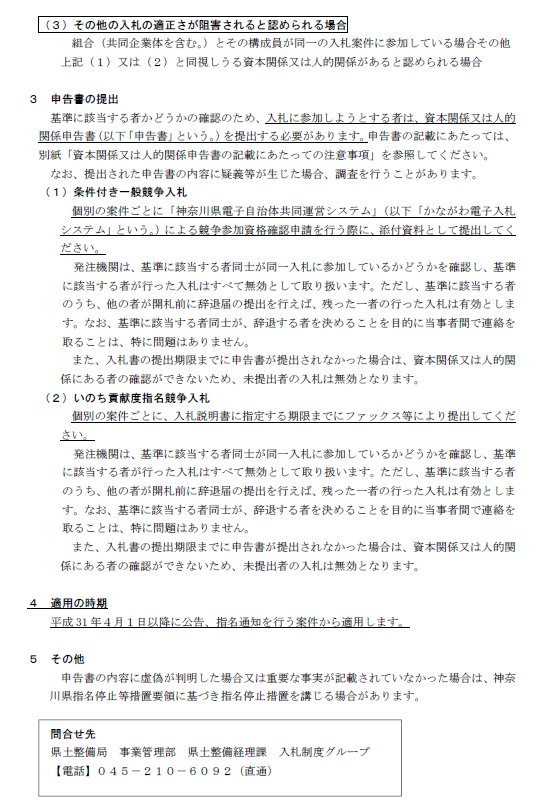 （３）その他の入札の適正さが阻害されると認められる場合
組合（共同企業体を含む。）とその構成員が同一の入札案件に参加している場合その他
上記（１）又は（２）と同視しうる資本関係又は人的関係があると認められる場合
３　申告書の提出
基準に該当する者かどうかの確認のため、入札に参加しようとする者は、資本関係又は人的
関係申告書（以下「申告書」という。）を提出する必要があります。申告書の記載にあたっては、
別紙「資本関係又は人的関係申告書の記載にあたっての注意事項」を参照してください。
なお、提出された申告書の内容に疑義等が生じた場合、調査を行うことがあります。
（１）条件付き一般競争入札
個別の案件ごとに「神奈川県電子自治体共同運営システム」（以下「かながわ電子入札
システム」という。）による競争参加資格確認申請を行う際に、添付資料として提出してく
ださい。
発注機関は、基準に該当する者同士が同一入札に参加しているかどうかを確認し、基準
に該当する者が行った入札はすべて無効として取り扱います。ただし、基準に該当する者
のうち、他の者が開札前に辞退届の提出を行えば、残った一者の行った入札は有効としま
す。なお、基準に該当する者同士が、辞退する者を決めることを目的に当事者間で連絡を
取ることは、特に問題はありません。
また、入札書の提出期限までに申告書が提出されなかった場合は、資本関係又は人的関
係にある者の確認ができないため、未提出者の入札は無効となります。
（２）いのち貢献度指名競争入札
個別の案件ごとに、入札説明書に指定する期限までにファックス等により提出してくだ
さい。
発注機関は、基準に該当する者同士が同一入札に参加しているかどうかを確認し、基準
に該当する者が行った入札はすべて無効として取り扱います。ただし、基準に該当する者
のうち、他の者が開札前に辞退届の提出を行えば、残った一者の行った入札は有効としま
す。なお、基準に該当する者同士が、辞退する者を決めることを目的に当事者間で連絡を
取ることは、特に問題はありません。
また、入札書の提出期限までに申告書が提出されなかった場合は、資本関係又は人的関
係にある者の確認ができないため、未提出者の入札は無効となります。
４　適用の時期
平成 31 年４月１日以降に公告、指名通知を行う案件から適用します。
５　その他
申告書の内容に虚偽が判明した場合又は重要な事実が記載されていなかった場合は、神奈
川県指名停止等措置要領に基づき指名停止措置を講じる場合があります。
問合せ先
県土整備局　事業管理部　県土整備経理課　入札制度グループ
【電話】０４５－２１０－６０９２（直通）